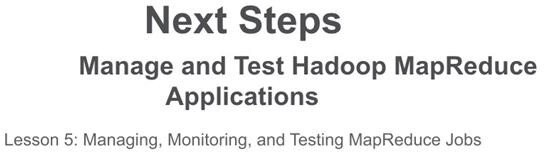 Next Steps
Manage and Test Hadoop MapReduce
Applications
Lesson 5: Managing, Monitoring, and Testing MapReduce Jobs